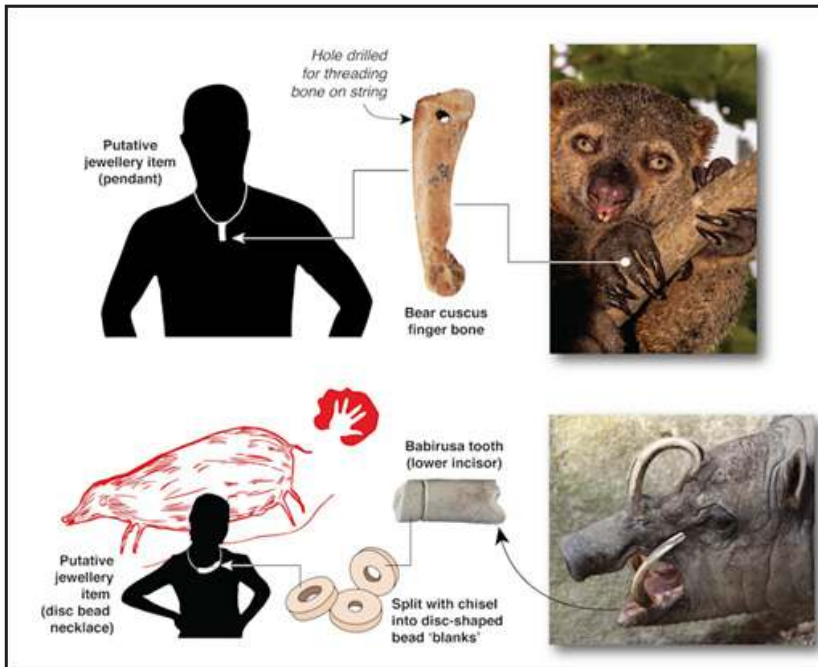 Hole drilled
for threading
bone on string
Putative
jewellery item
(pendant)
Bear cuscus
finger bone
Babirusa tooth
(lower incisor)
Putative
jewellery
item
(disc bead
necklace)
Split with chisel
into disc-shaped
bead ‘blanks’